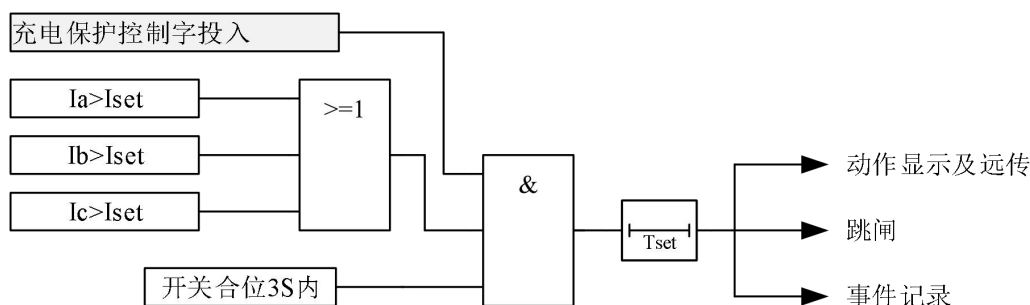 充电保护控制字投入
Ia>Iset
>=1
Ib>Iset
&
动作显示及远传
Ic>Iset
Tset
跳闸
开关合位3S内
事件记录